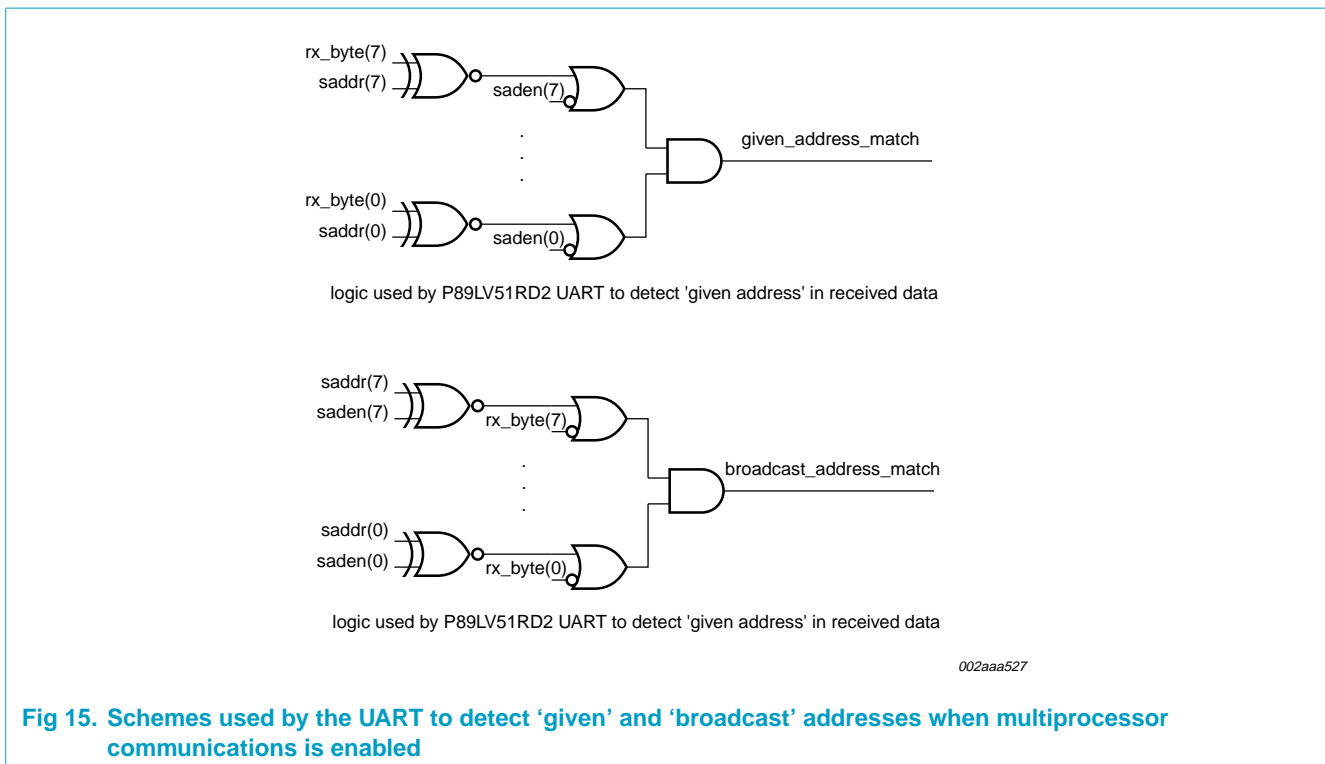 rx_byte(7)
saddr(7)
saden(7)
.
.
.
.
.
.
given_address_match
rx_byte(0)
saddr(0)
saden(0)
logic used by P89LV51RD2 UART to detect 'given address' in received data
saddr(7)
saden(7)
rx_byte(7)
.
.
.
.
.
.
broadcast_address_match
saddr(0)
saden(0)
rx_byte(0)
logic used by P89LV51RD2 UART to detect 'given address' in received data
002aaa527
Fig 15. Schemes used by the UART to detect ‘given’ and ‘broadcast’ addresses when multiprocessor
communications is enabled